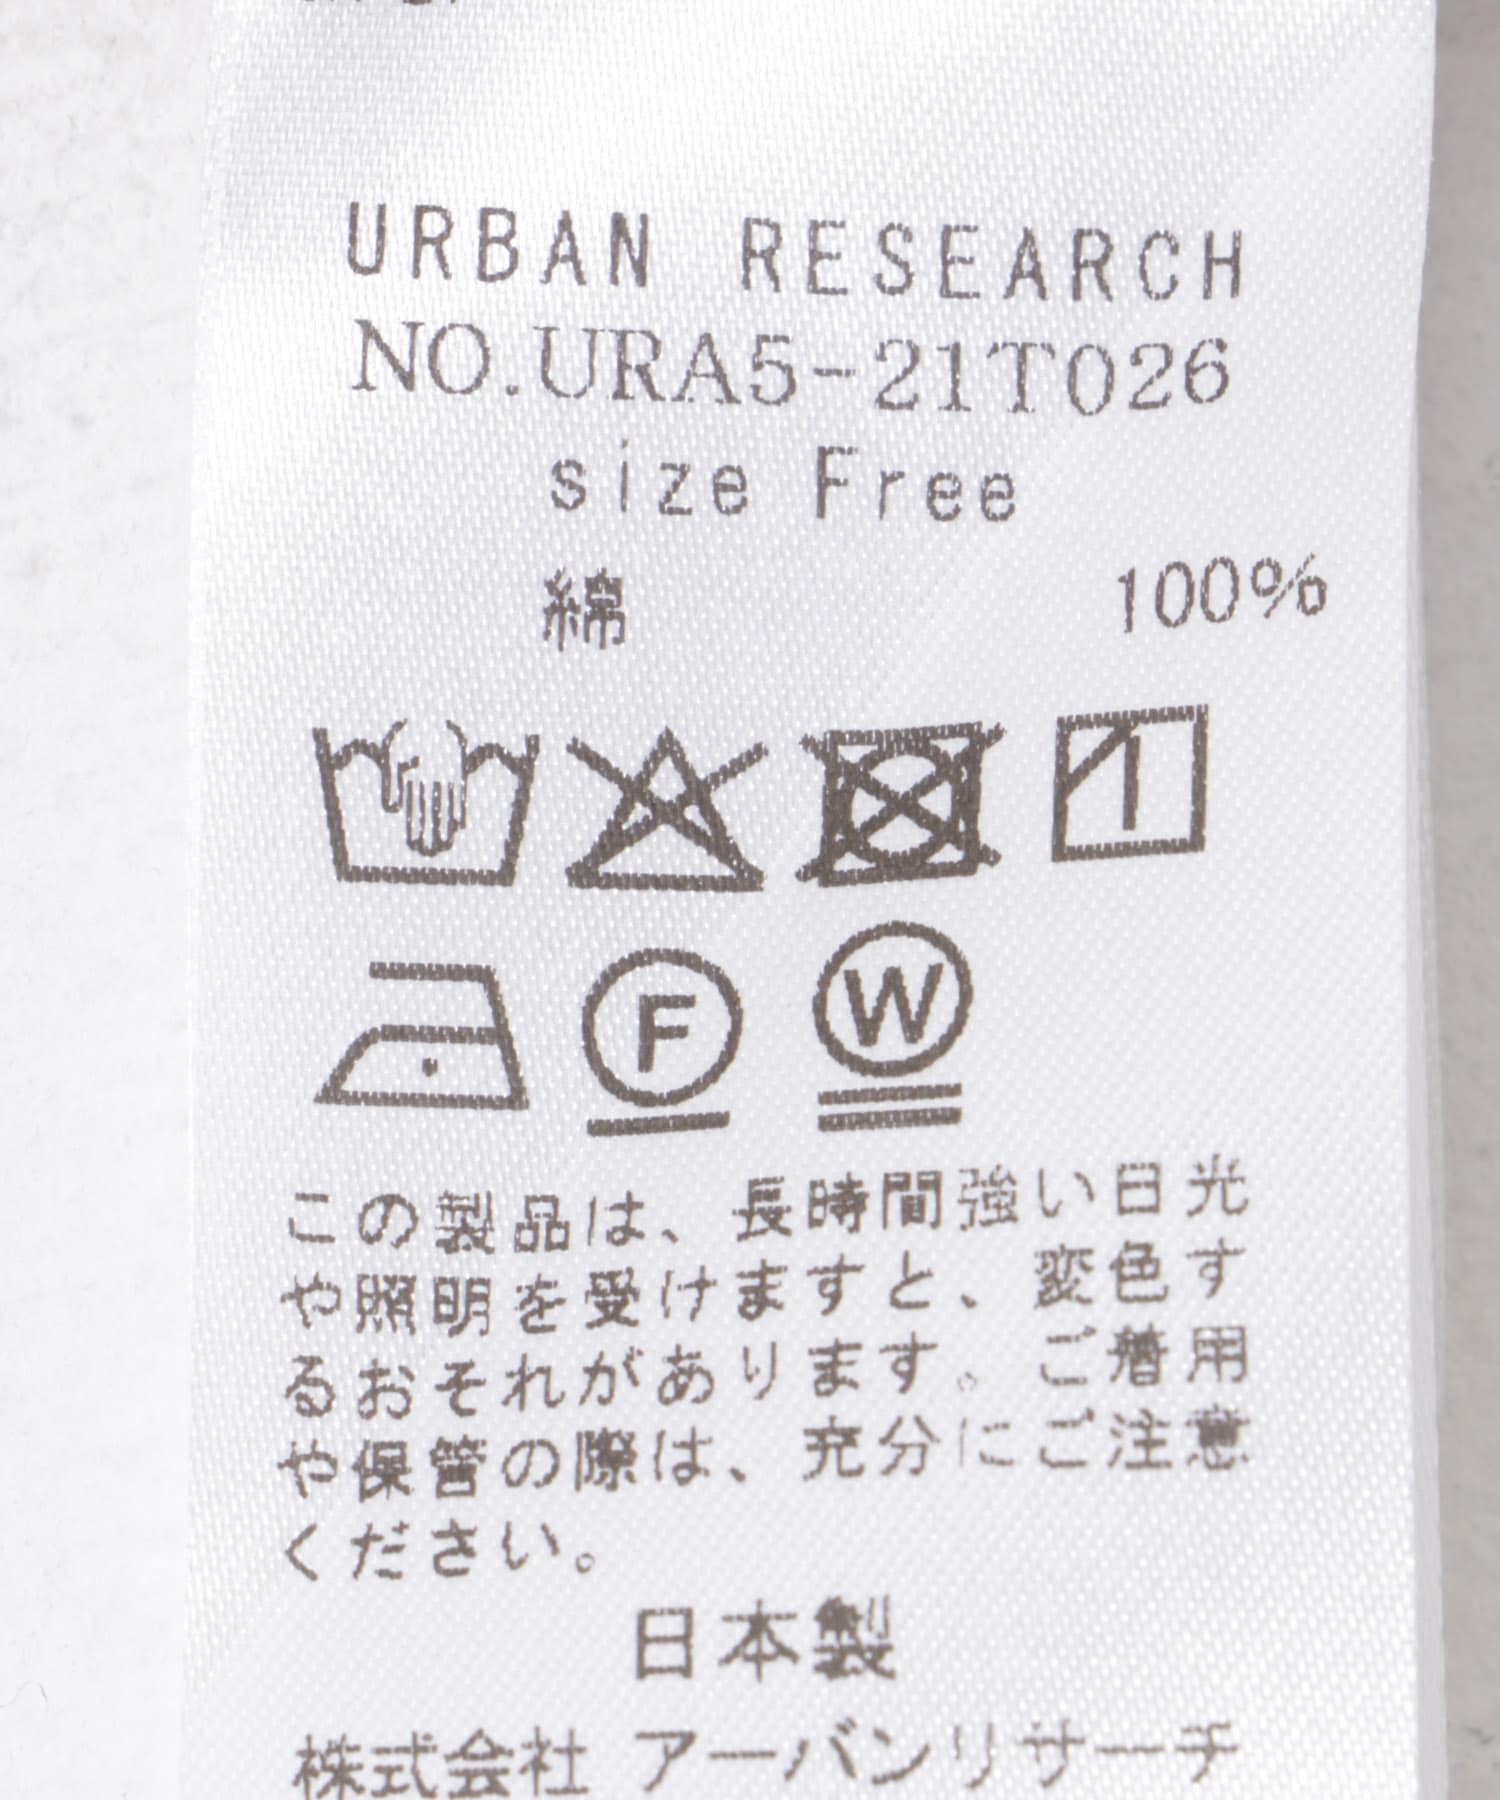 URBAN RESEARCH
NO.URA5-21T026
size Free
綿 100%
F W
この製品は、長時間強い日光
や照明を受けますと、変色す
るおそれがあります。ご着用
や保管の際は、充分にご注意
ください。
日本製
株式会社 アーバンリサーチ